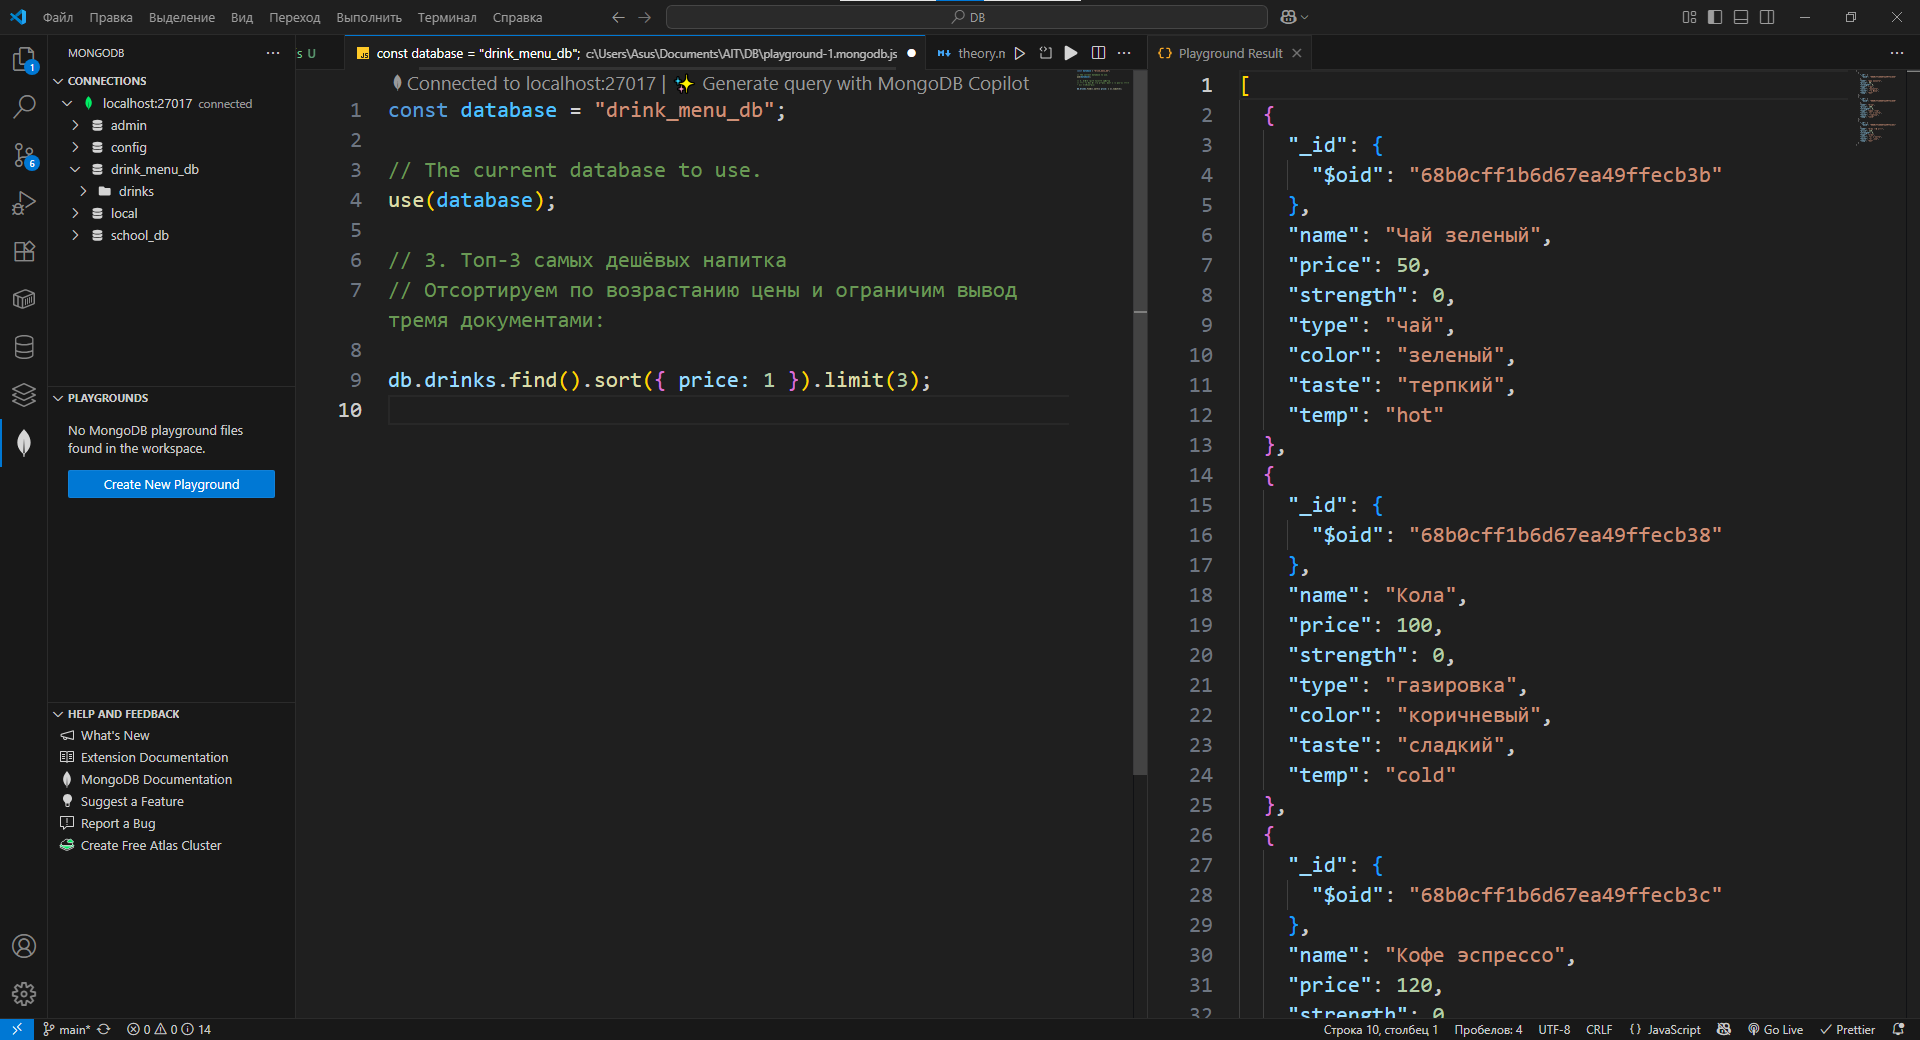 Файл Правка Выделение Вид Переход Выполнить Терминал Справка
DB
MONGODB
CONNECTIONS
localhost:27017 connected
admin
config
drink_menu_db
drinks
local
school_db
PLAYGROUNDS
No MongoDB playground files
found in the workspace.
Create New Playground
HELP AND FEEDBACK
What's New
Extension Documentation
MongoDB Documentation
Suggest a Feature
Report a Bug
Create Free Atlas Cluster
1
6
s U
const database = "drink_menu_db"; c:\Users\Asus\Documents\AIT\DB\playground-1.mongodb.js
theory.n
Connected to localhost:27017 | ✨ Generate query with MongoDB Copilot
1 const database = "drink_menu_db";
2
3 // The current database to use.
4 use(database);
5
6 // 3. Топ-3 самых дешёвых напитка
7 // Отсортируем по возрастанию цены и ограничим вывод
тремя документами:
8
9 db.drinks.find().sort({ price: 1 }).limit(3);
10
Playground Result
1 [
2 {
3 "_id": {
4 "$oid": "68b0cff1b6d67ea49ffecb3b"
5 },
6 "name": "Чай зеленый",
7 "price": 50,
8 "strength": 0,
9 "type": "чай",
10 "color": "зеленый",
11 "taste": "терпкий",
12 "temp": "hot"
13 },
14 {
15 "_id": {
16 "$oid": "68b0cff1b6d67ea49ffecb38"
17 },
18 "name": "Кола",
19 "price": 100,
20 "strength": 0,
21 "type": "газировка",
22 "color": "коричневый",
23 "taste": "сладкий",
24 "temp": "cold"
25 },
26 {
27 "_id": {
28 "$oid": "68b0cff1b6d67ea49ffecb3c"
29 },
30 "name": "Кофе эспрессо",
31 "price": 120,
32 "strength": 0
main* 0 0 14
Строка 10, столбец 1 Пробелов: 4 UTF-8 CRLF {} JavaScript Go Live Prettier